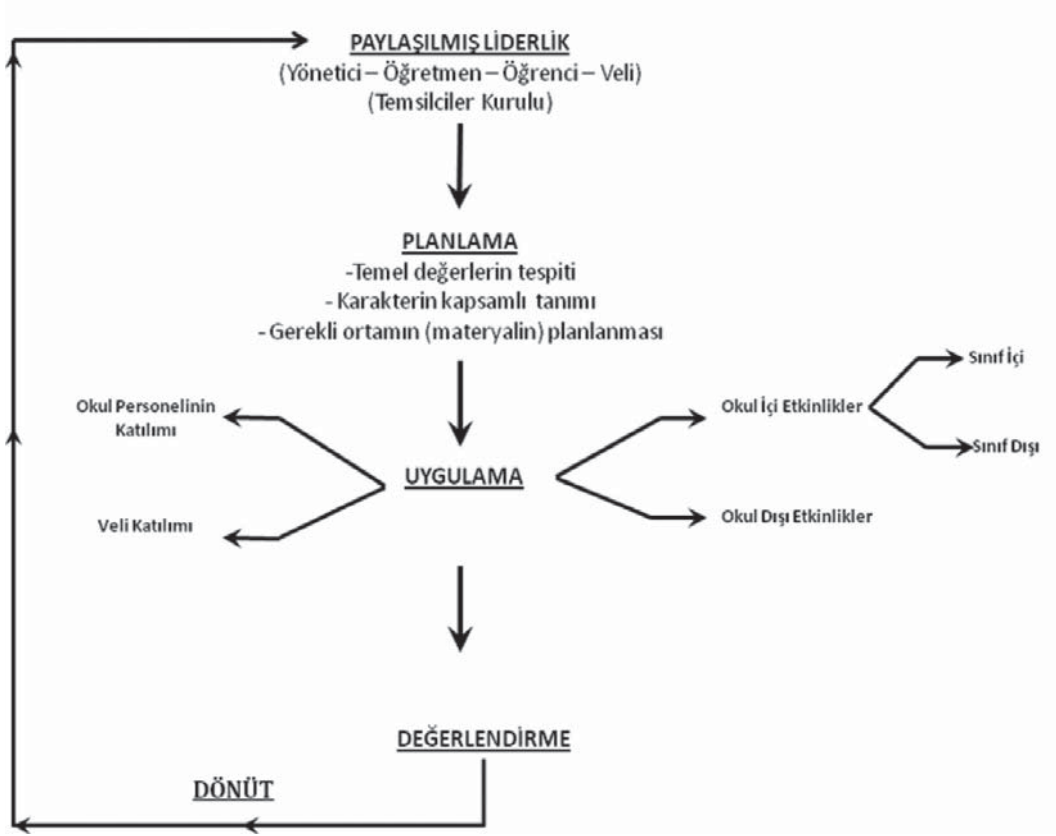 PAYLAŞILMIŞ LİDERLİK
(Yönetici – Öğretmen – Öğrenci – Veli)
(Temsilciler Kurulu)
PLANLAMA
-Temel değerlerin tespiti
- Karakterin kapsamlı tanımı
- Gerekli ortamın (materyalin) planlanması
Okul Personelinin
Katılımı
Veli Katılımı
UYGULAMA
Okul İçi Etkinlikler
Sınıf İçi
Sınıf Dışı
Okul Dışı Etkinlikler
DEĞERLENDİRME
DÖNÜT